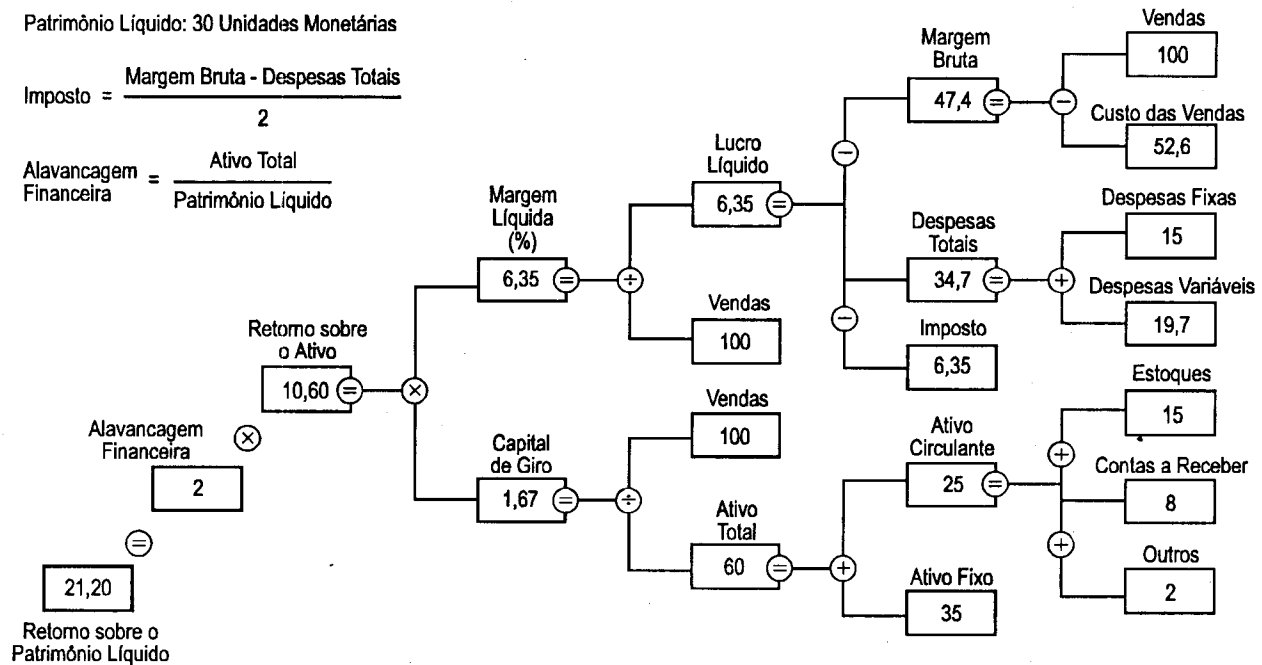 Patrimônio Líquido: 30 Unidades Monetárias
Imposto = Margem Bruta - Despesas Totais
2
Alavancagem
Financeira = Ativo Total
Patrimônio Líquido
Retorno sobre o
Patrimônio Líquido
21,20
=
Alavancagem
Financeira
2
×
Retorno sobre
o Ativo
10,60 =
×
Margem
Líquida
(%)
6,35 =
÷
Lucro
Líquido
6,35 =
Vendas
100
−
−
Margem
Bruta
47,4 =
−
Vendas
100
Custo das Vendas
52,6
Despesas
Totais
34,7 =
+
Despesas Fixas
15
Despesas Variáveis
19,7
Imposto
6,35
Capital
de Giro
1,67 =
÷
Vendas
100
Ativo
Total
60 =
+
Ativo
Circulante
25 =
+
+
Estoques
15
Contas a Receber
8
Outros
2
Ativo Fixo
35